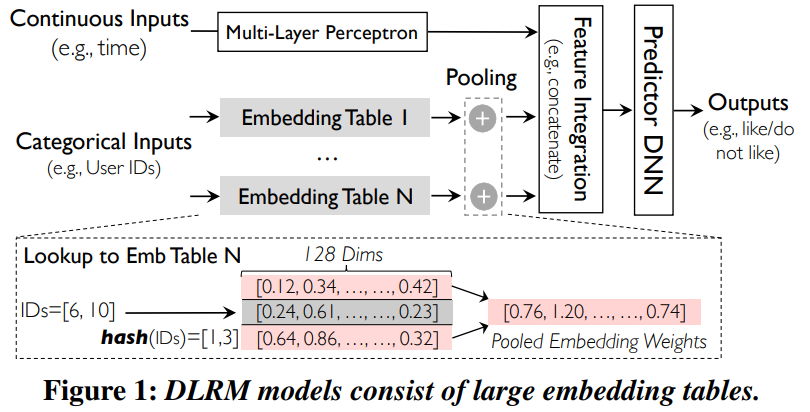 Continuous Inputs
(e.g., time)
Multi-Layer Perceptron
Pooling
Categorical Inputs
(e.g., User IDs)
Embedding Table 1
+
...
Embedding Table N
+
Feature Integration
(e.g., concatenate)
Predictor DNN
Outputs
(e.g., like/do
not like)
Lookup to Emb Table N
128 Dims
IDs=[6, 10]
hash(IDs)=[1,3]
[0.12, 0.34, ..., ..., 0.42]
[0.24, 0.61, ..., ..., 0.23]
[0.64, 0.86, ..., ..., 0.32]
[0.76, 1.20, ..., ..., 0.74]
Pooled Embedding Weights
Figure 1: DLRM models consist of large embedding tables.